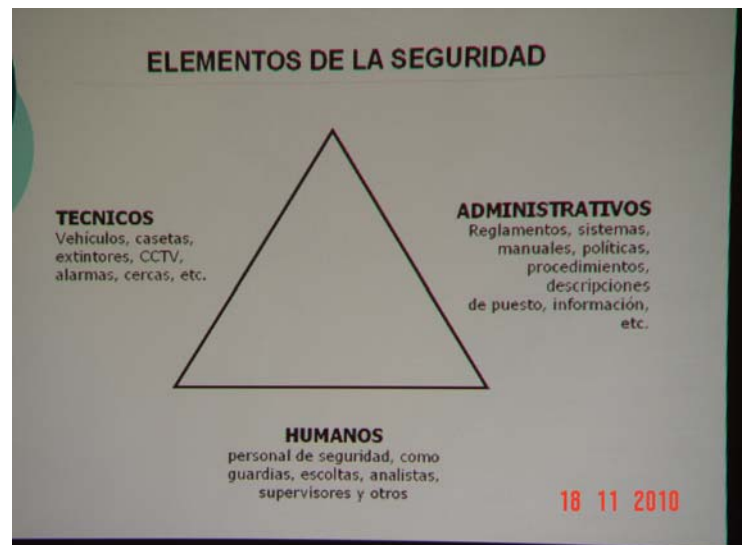 ELEMENTOS DE LA SEGURIDAD
TECNICOS
Vehículos, casetas,
extintores, CCTV,
alarmas, cercas, etc.
ADMINISTRATIVOS
Reglamentos, sistemas,
manuales, políticas,
procedimientos,
descripciones
de puesto, información,
etc.
HUMANOS
personal de seguridad, como
guardias, escoltas, analistas,
supervisores y otros
18 11 2010